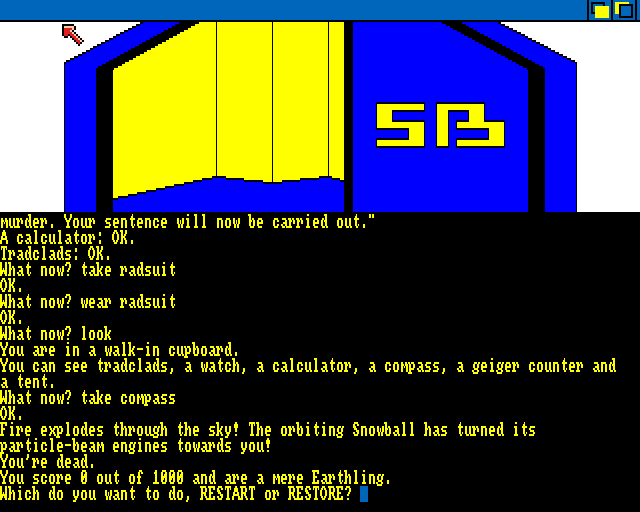 SB
murder. Your sentence will now be carried out."
A calculator: OK.
Tradclads: OK.
What now? take radsuit
OK.
What now? wear radsuit
OK.
What now? look
You are in a walk-in cupboard.
You can see tradclads, a watch, a calculator, a compass, a geiger counter and
a tent.
What now? take compass
OK.
Fire explodes through the sky! The orbiting Snowball has turned its
particle-beam engines towards you!
You're dead.
You score 0 out of 1000 and are a mere Earthling.
Which do you want to do, RESTART or RESTORE?